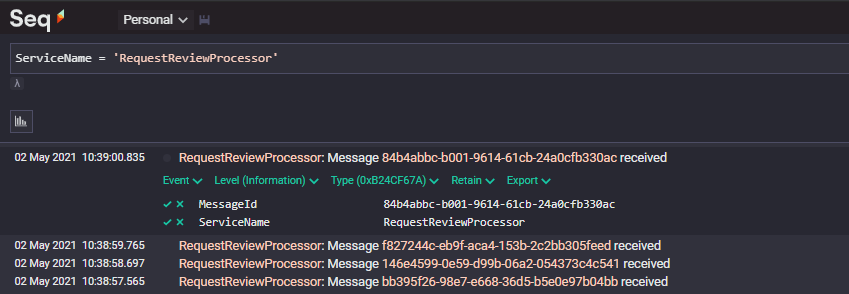 Seq
Personal
ServiceName = 'RequestReviewProcessor'
λ
02 May 2021 10:39:00.835 RequestReviewProcessor: Message 84b4abbc-b001-9614-61cb-24a0cfb330ac received
Event Level (Information) Type (0xB24CF67A) Retain Export
MessageId 84b4abbc-b001-9614-61cb-24a0cfb330ac
ServiceName RequestReviewProcessor
02 May 2021 10:38:59.765 RequestReviewProcessor: Message f827244c-eb9f-aca4-153b-2c2bb305feed received
02 May 2021 10:38:58.697 RequestReviewProcessor: Message 146e4599-0e59-d99b-06a2-054373c4c541 received
02 May 2021 10:38:57.565 RequestReviewProcessor: Message bb395f26-98e7-e668-36d5-b5e0e97b04bb received